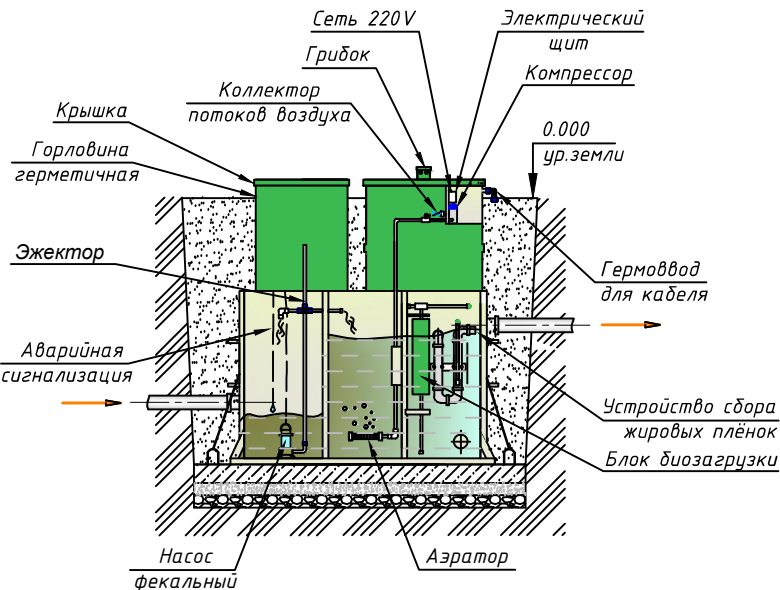 Сеть 220V
Электрический
щит
Грибок
Компрессор
Коллектор
потоков воздуха
Крышка
0.000
ур.земли
Горловина
герметичная
Эжектор
Гермоввод
для кабеля
Аварийная
сигнализация
Устройство сбора
жировых плёнок
Блок биозагрузки
Насос
фекальный
Аэратор